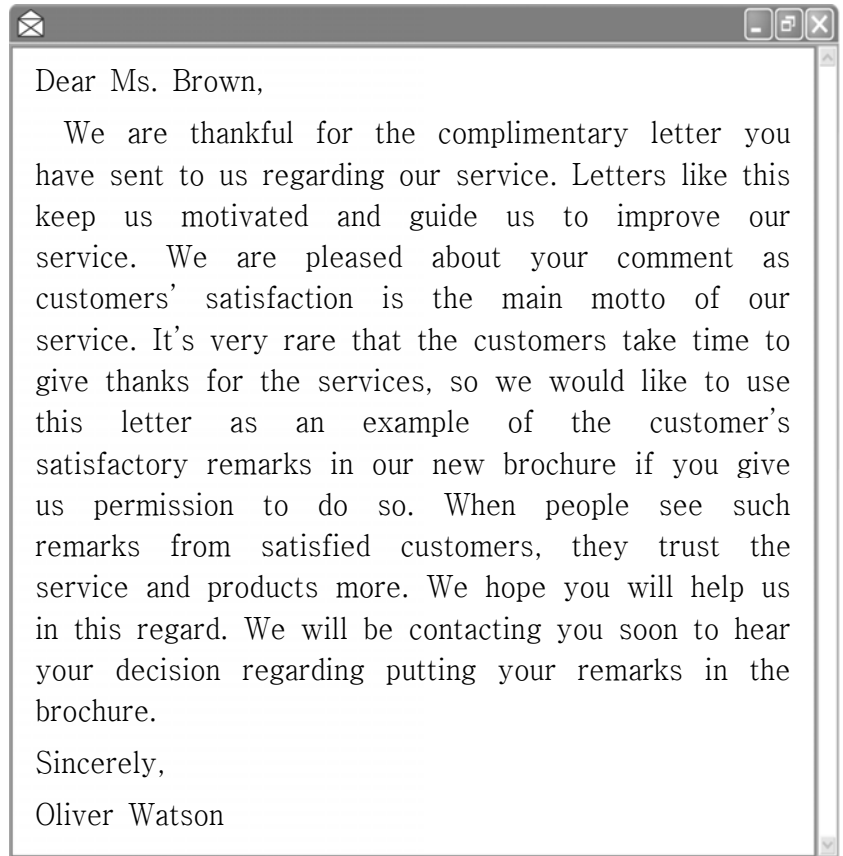 Dear Ms. Brown,
We are thankful for the complimentary letter you
have sent to us regarding our service. Letters like this
keep us motivated and guide us to improve our
service. We are pleased about your comment as
customers' satisfaction is the main motto of our
service. It's very rare that the customers take time to
give thanks for the services, so we would like to use
this letter as an example of the customer's
satisfactory remarks in our new brochure if you give
us permission to do so. When people see such
remarks from satisfied customers, they trust the
service and products more. We hope you will help us
in this regard. We will be contacting you soon to hear
your decision regarding putting your remarks in the
brochure.
Sincerely,
Oliver Watson